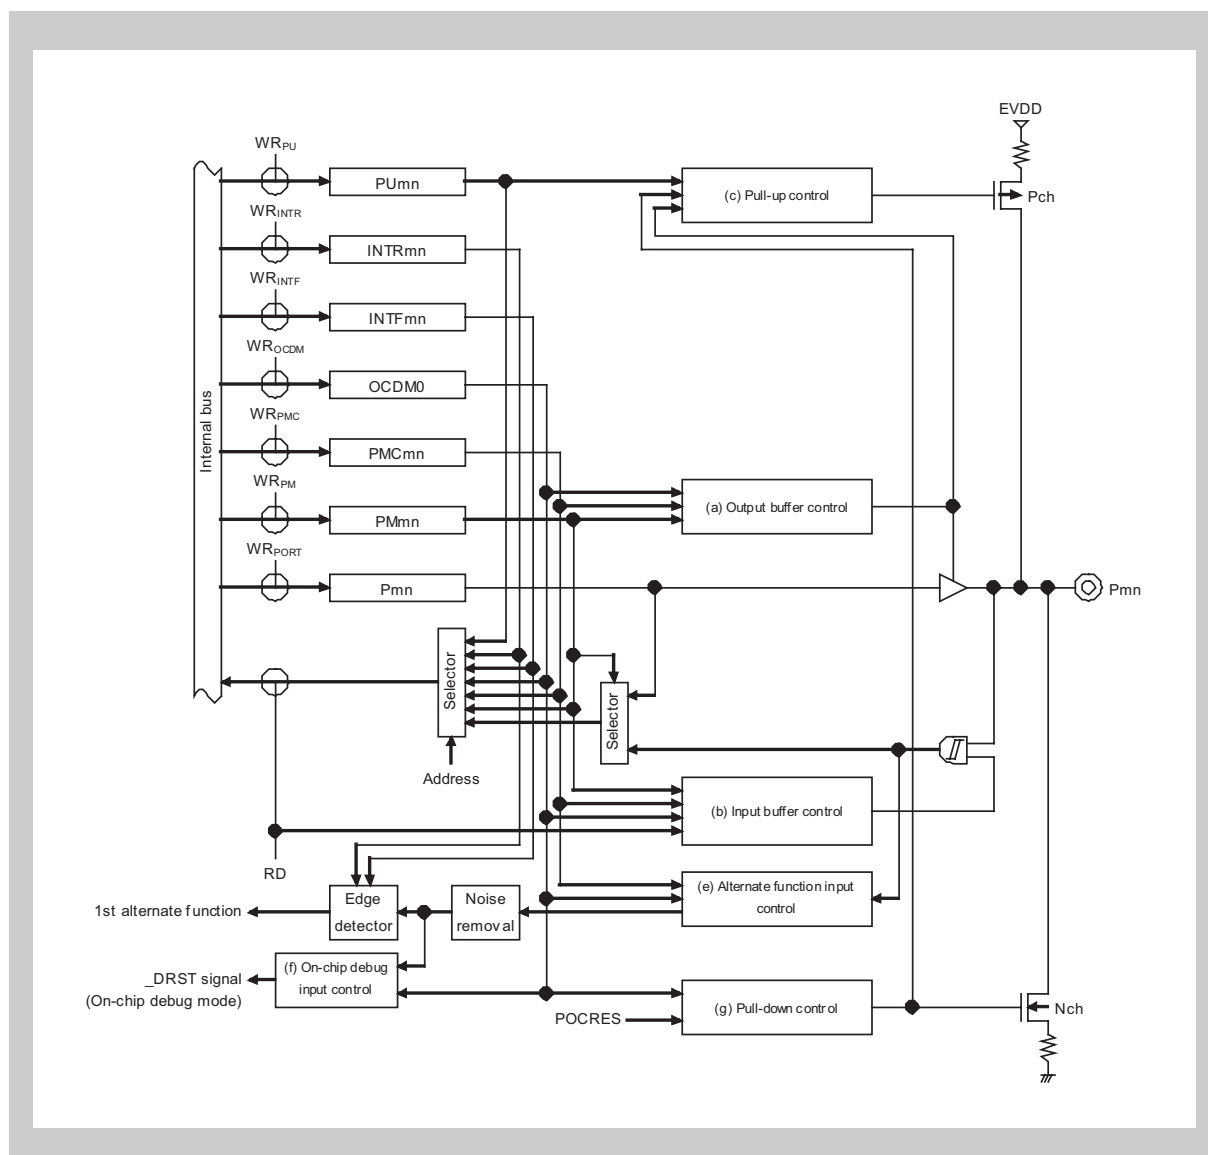 EVDD
WRPU
PUmn
(c) Pull-up control
Pch
WRINTR
INTRmn
WRINTF
INTFmn
WROCDM
OCDM0
Internal bus
WRPMC
PMCmn
WRPM
PMmn
(a) Output buffer control
WRPORT
Pmn
Pmn
Selector
Selector
Address
(b) Input buffer control
RD
(e) Alternate function input
control
1st alternate function
Edge
detector
Noise
removal
_DRST signal
(On-chip debug mode)
(f) On-chip debug
input control
POCRES
(g) Pull-down control
Nch